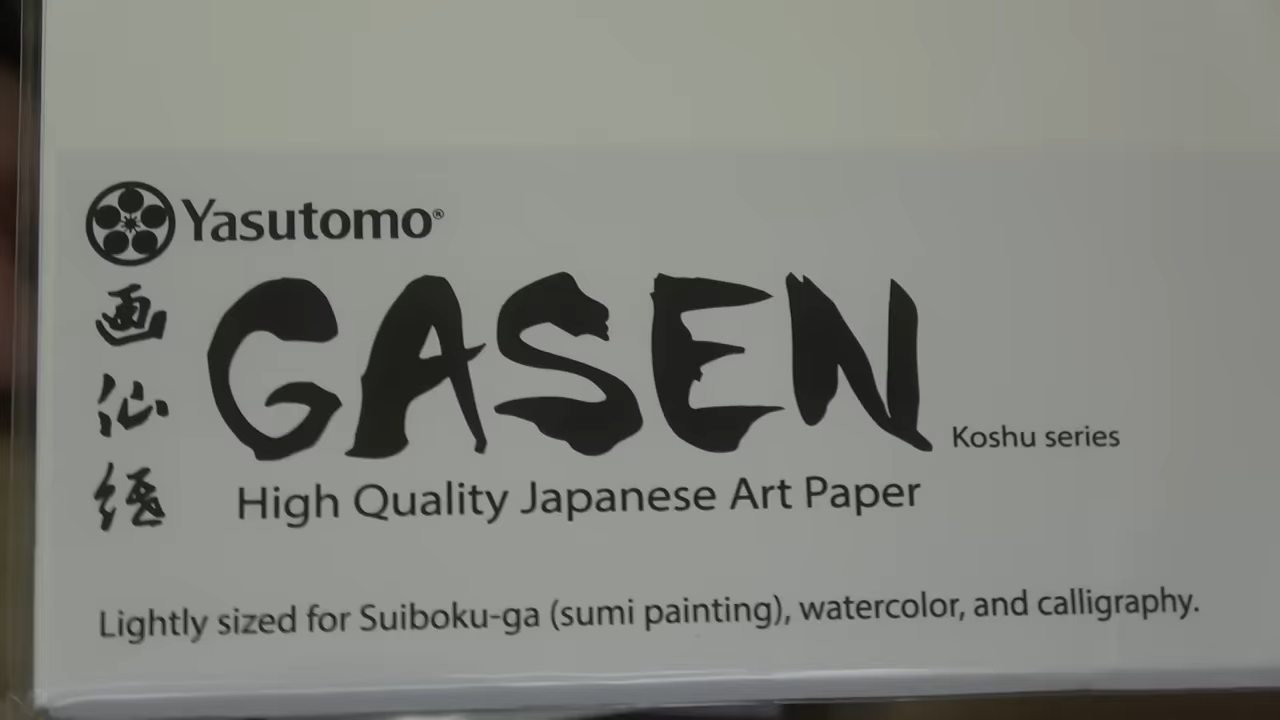 Yasutomo®
画仙
GASEN
Koshu series
High Quality Japanese Art Paper
Lightly sized for Suiboku-ga (sumi painting), watercolor, and calligraphy.